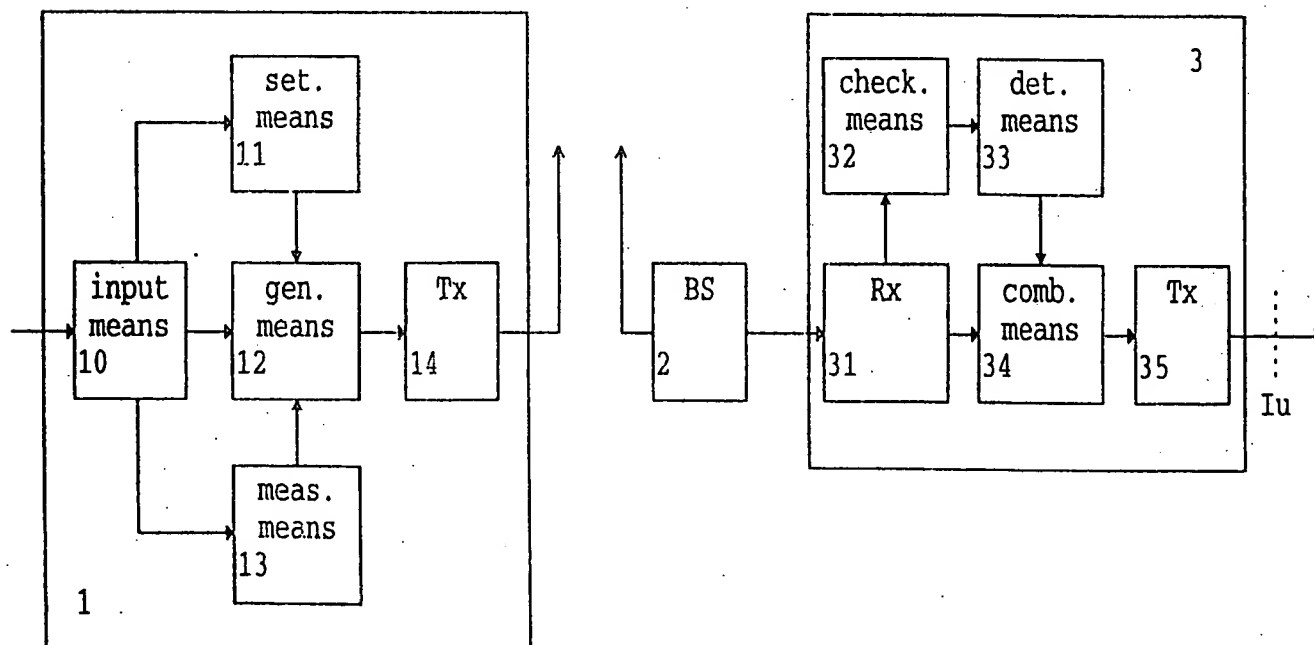 set.
means
11
input
means
10
gen.
means
12
Tx
14
meas.
means
13
1
BS
2
3
check.
means
32
det.
means
33
Rx
31
comb.
means
34
Tx
35
Iu